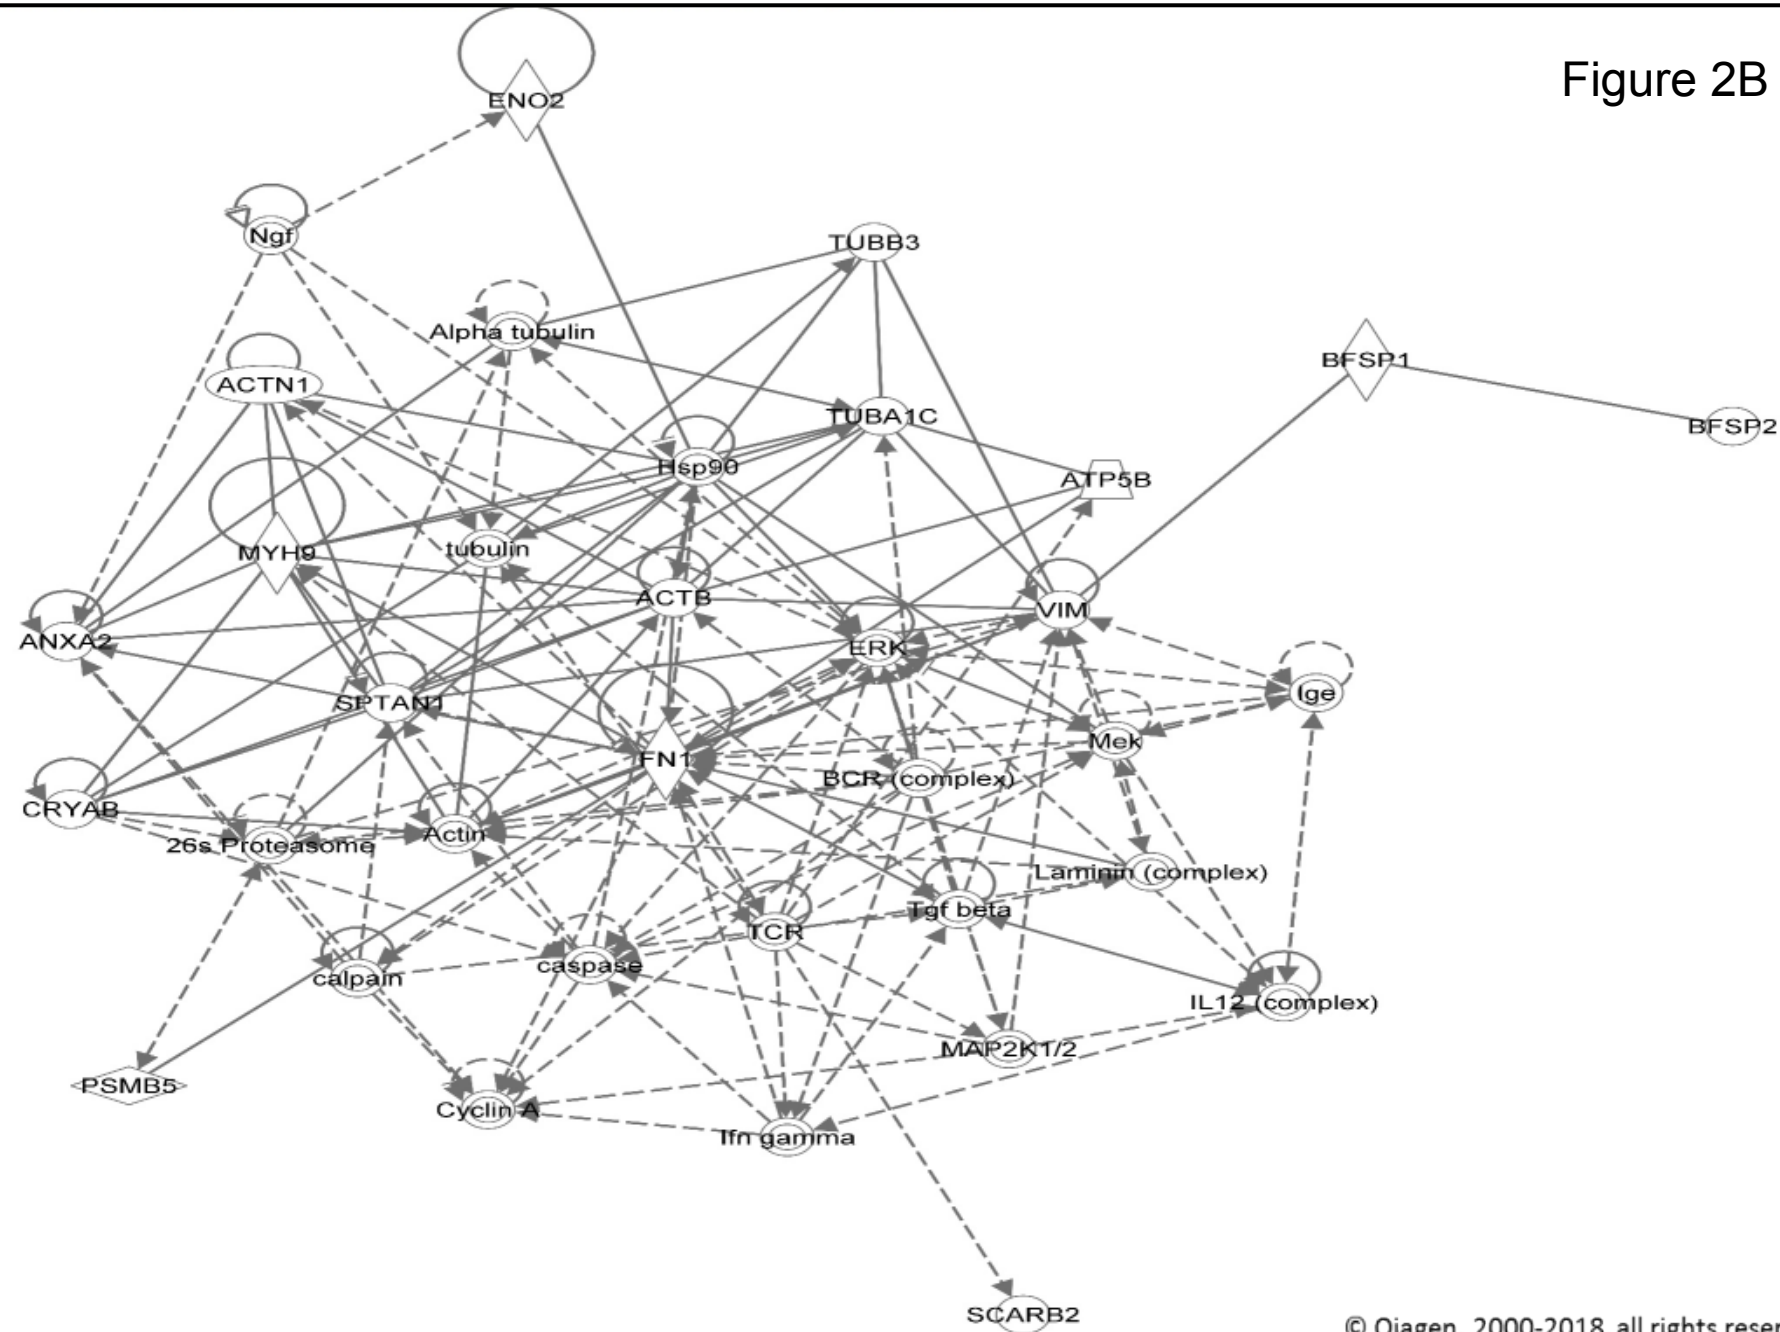 Figure 2B
ENO2
Ngf
TUBB3
Alpha tubulin
BFSP1
ACTN1
TUBA1C
BFSP2
Hsp90
ATP5B
MYH9
tubulin
ACTB
VIM
ANXA2
ERK
Ige
SPTAN1
Mek
FN1
BCR (complex)
CRYAB
Actin
26s Proteasome
Laminin (complex)
Tgf beta
TCR
caspase
calpain
IL12 (complex)
MAP2K1/2
PSMB5
Cyclin A
Ifn gamma
SCARB2
© Qiagen, 2000-2018, all rights reser